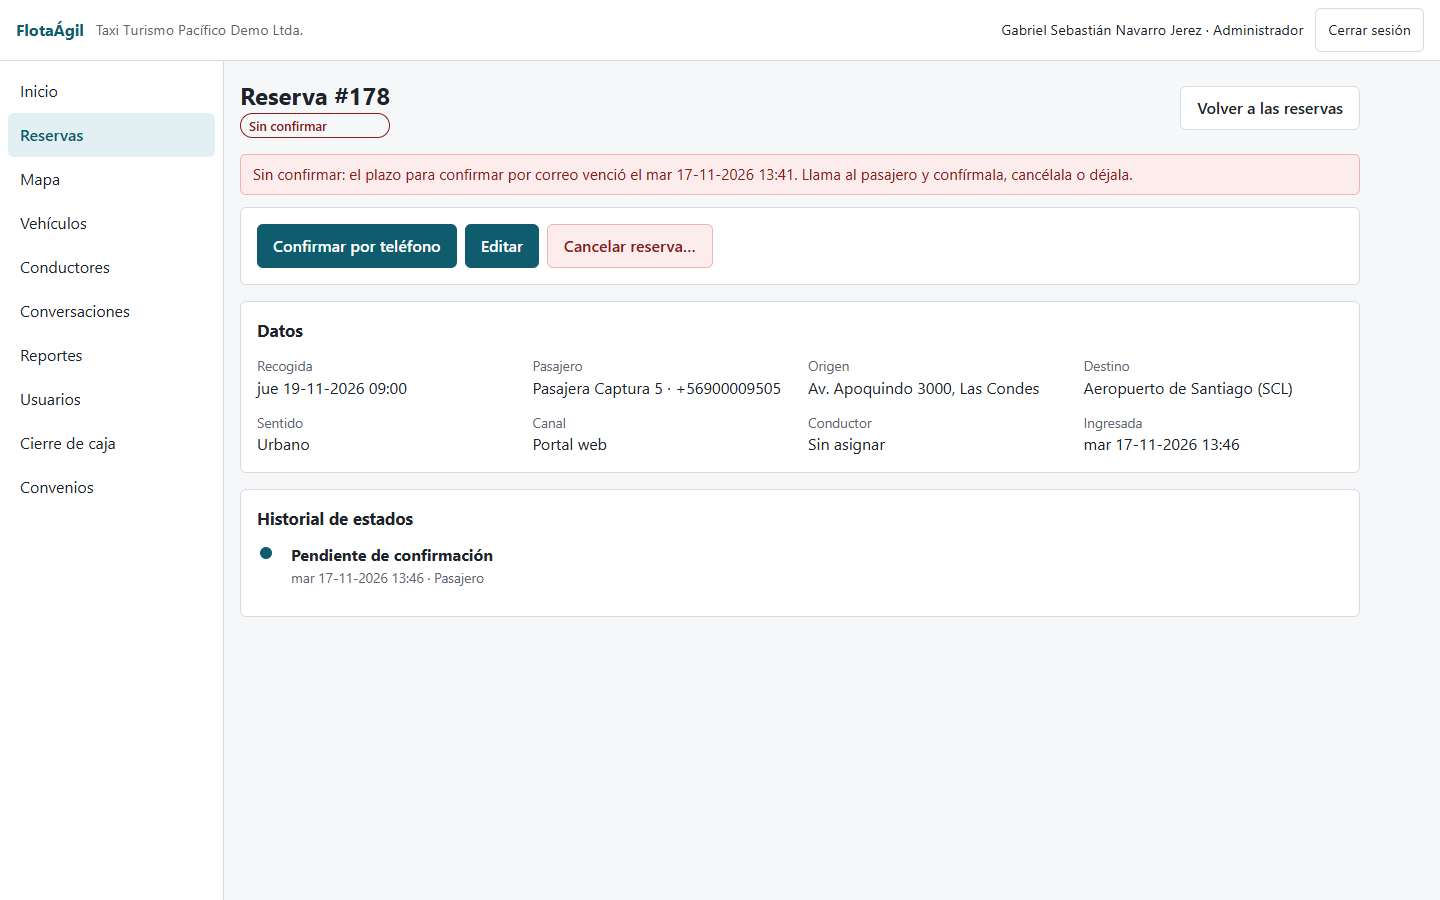 FlotaÁgil Taxi Turismo Pacífico Demo Ltda. Gabriel Sebastián Navarro Jerez · Administrador Cerrar sesión
Inicio
Reservas
Mapa
Vehículos
Conductores
Conversaciones
Reportes
Usuarios
Cierre de caja
Convenios
Reserva #178
Sin confirmar
Volver a las reservas
Sin confirmar: el plazo para confirmar por correo venció el mar 17-11-2026 13:41. Llama al pasajero y confírmala, cancélala o déjala.
Confirmar por teléfono Editar Cancelar reserva...
Datos
Recogida Pasajero Origen Destino
jue 19-11-2026 09:00 Pasajera Captura 5 · +56900009505 Av. Apoquindo 3000, Las Condes Aeropuerto de Santiago (SCL)
Sentido Canal Conductor Ingresada
Urbano Portal web Sin asignar mar 17-11-2026 13:46
Historial de estados
Pendiente de confirmación
mar 17-11-2026 13:46 · Pasajero